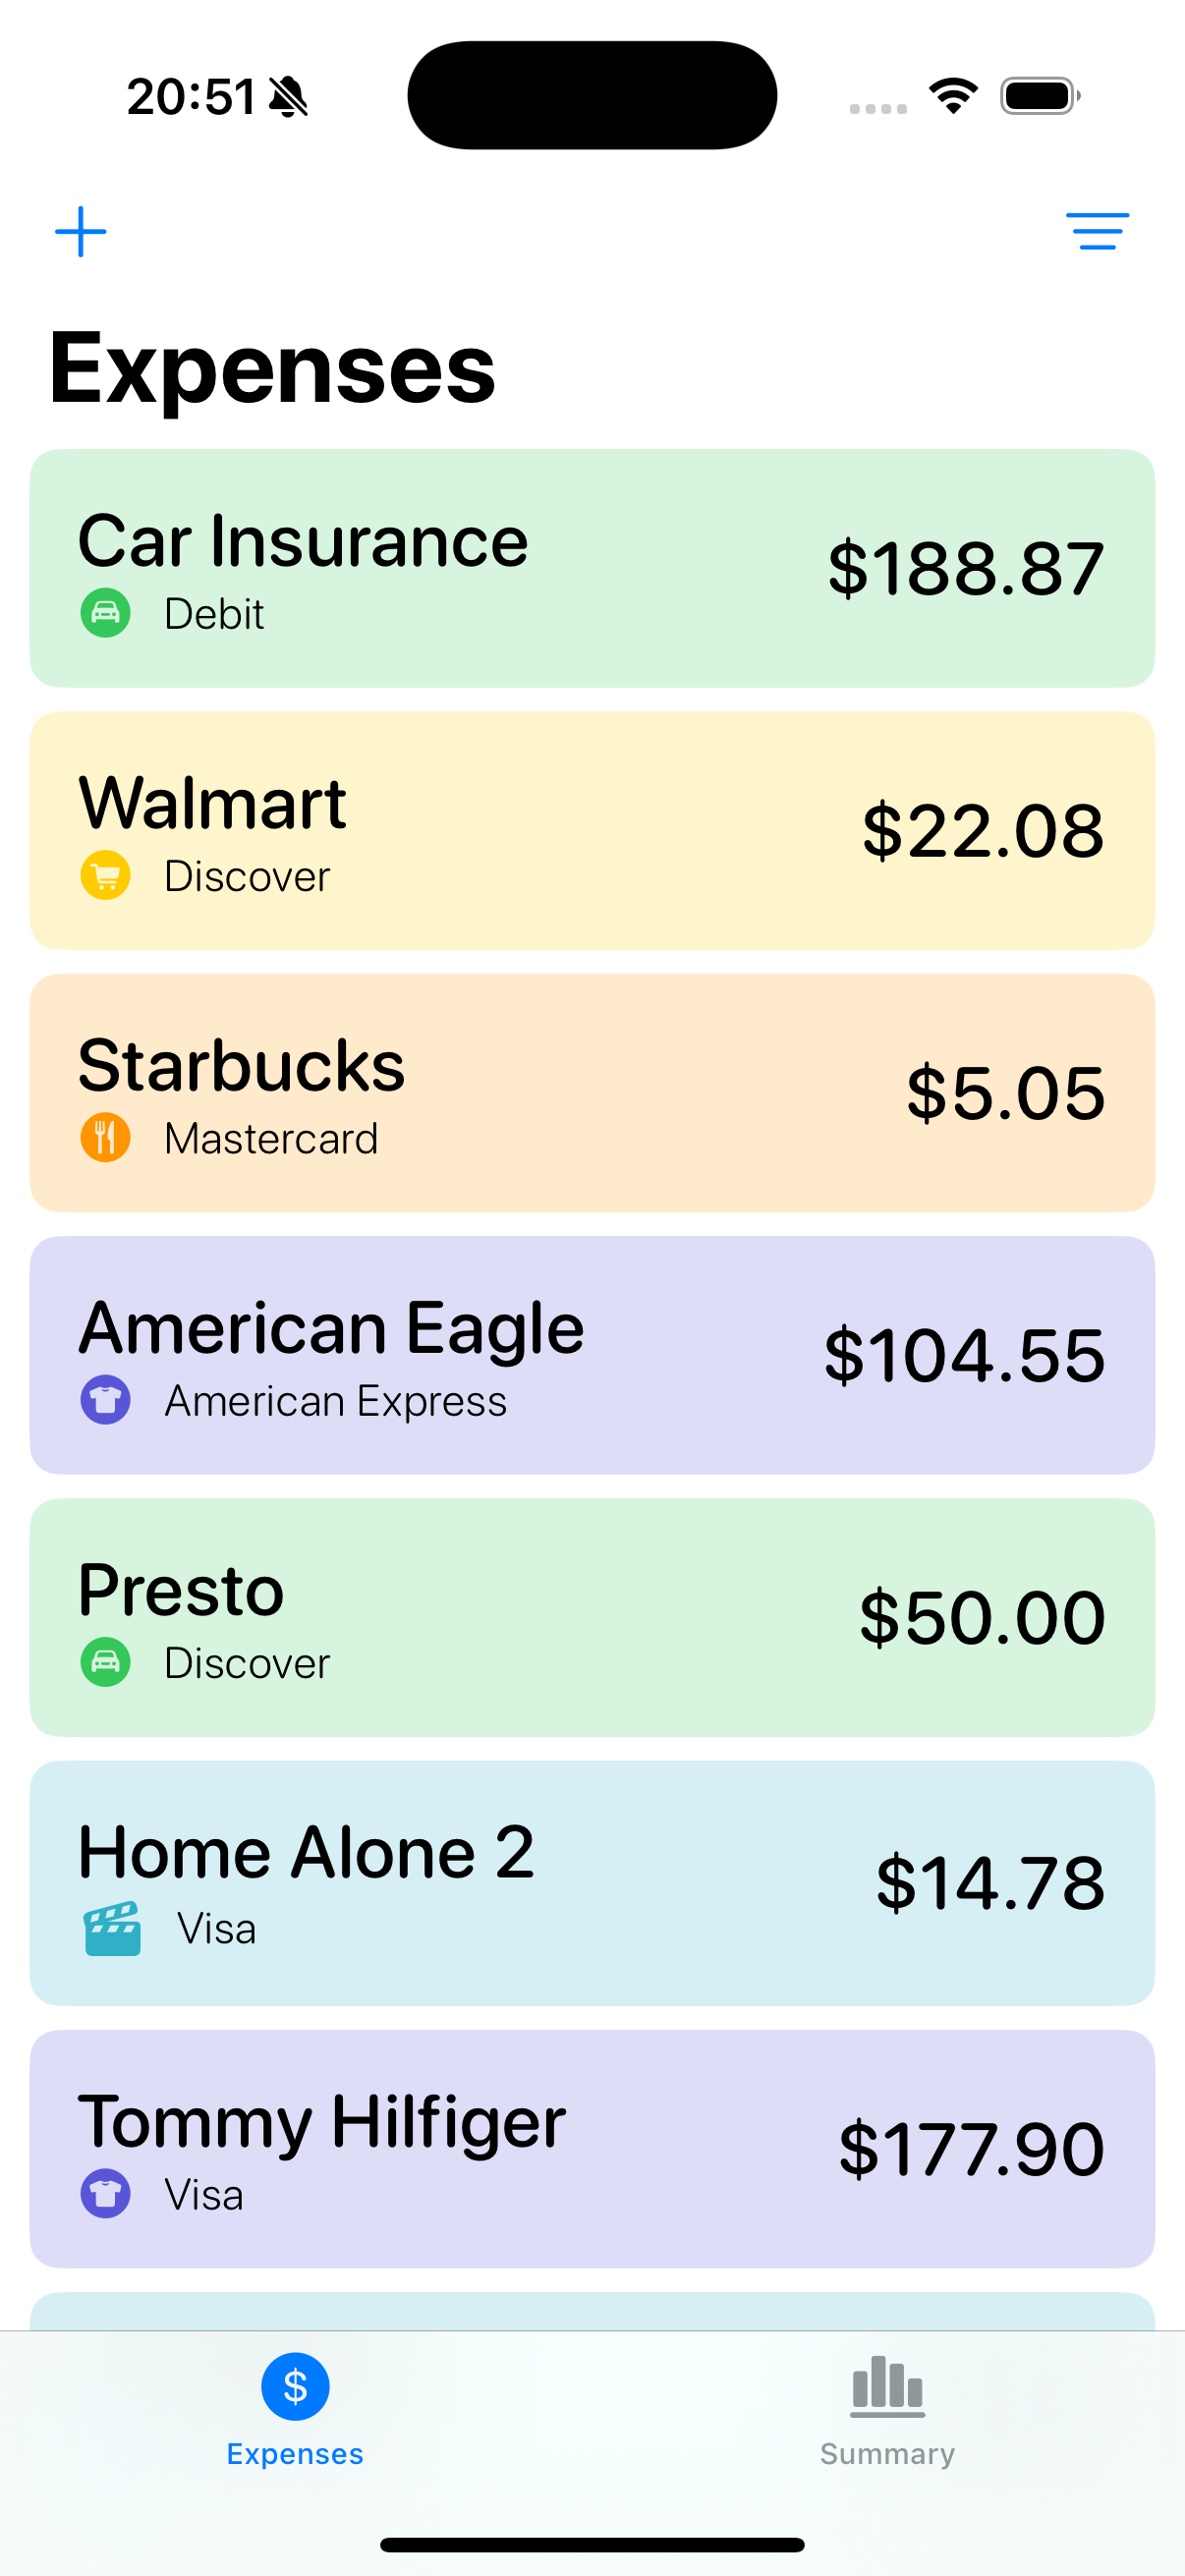 20:51
Expenses
Car Insurance
$188.87
Debit
Walmart
$22.08
Discover
Starbucks
$5.05
Mastercard
American Eagle
$104.55
American Express
Presto
$50.00
Discover
Home Alone 2
$14.78
Visa
Tommy Hilfiger
$177.90
Visa
$
Expenses
Summary